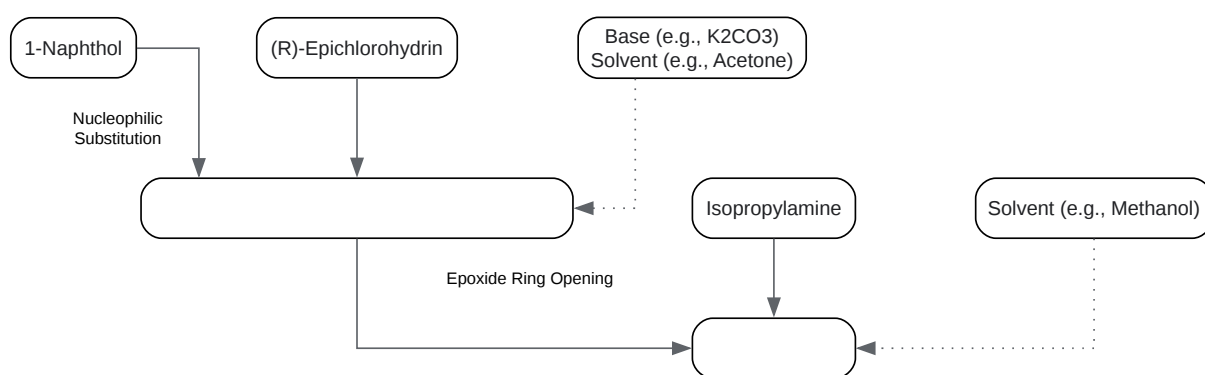 1-Naphthol
(R)-Epichlorohydrin
Base (e.g., K2CO3)
Solvent (e.g., Acetone)
Nucleophilic
Substitution
Isopropylamine
Solvent (e.g., Methanol)
Epoxide Ring Opening